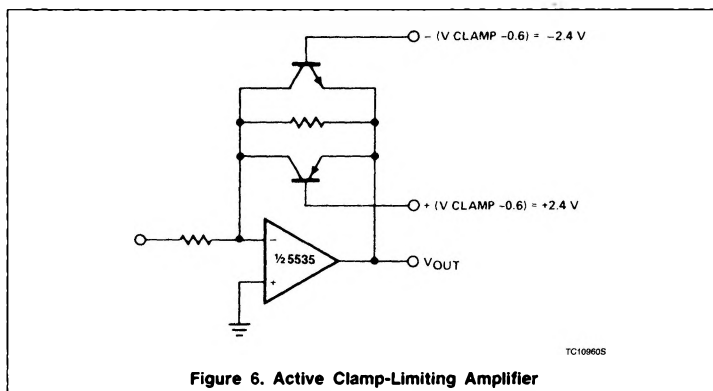 − (V CLAMP −0.6) = −2.4 V
+ (V CLAMP −0.6) = +2.4 V
−
½ 5535
+
VOUT
TC10960S
Figure 6. Active Clamp-Limiting Amplifier